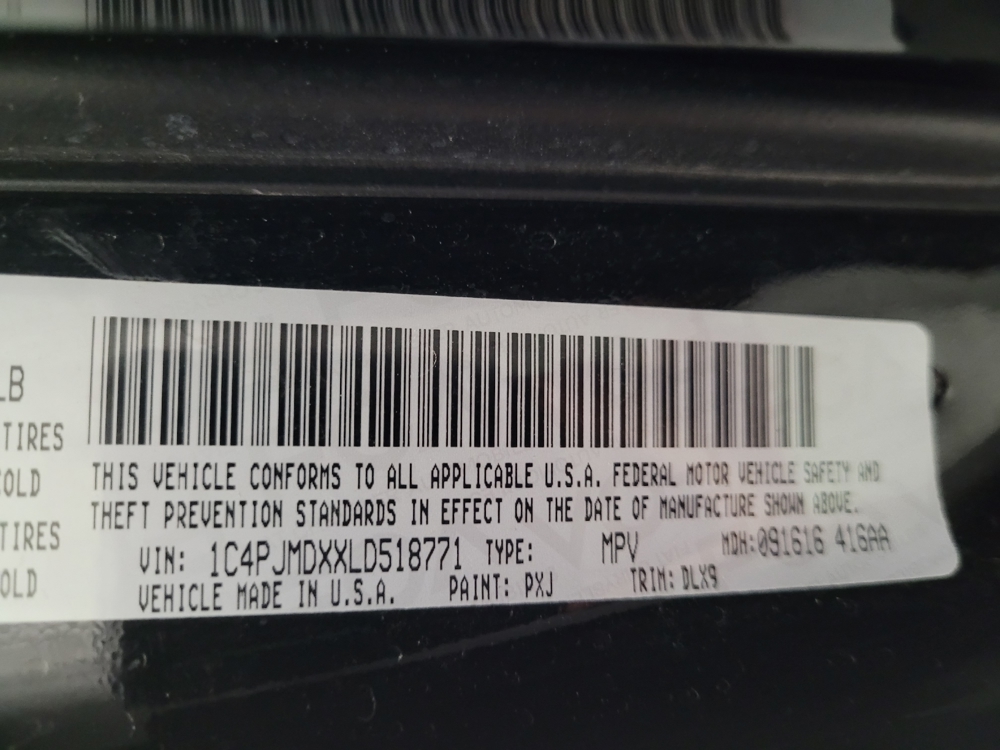 LB
TIRES
COLD
TIRES
COLD
THIS VEHICLE CONFORMS TO ALL APPLICABLE U.S.A. FEDERAL MOTOR VEHICLE SAFETY AND
THEFT PREVENTION STANDARDS IN EFFECT ON THE DATE OF MANUFACTURE SHOWN ABOVE.
VIN: 1C4PJMDXXLD518771 TYPE: MPV MDH:091616 416AA
VEHICLE MADE IN U.S.A. PAINT: PXJ TRIM: DLX9